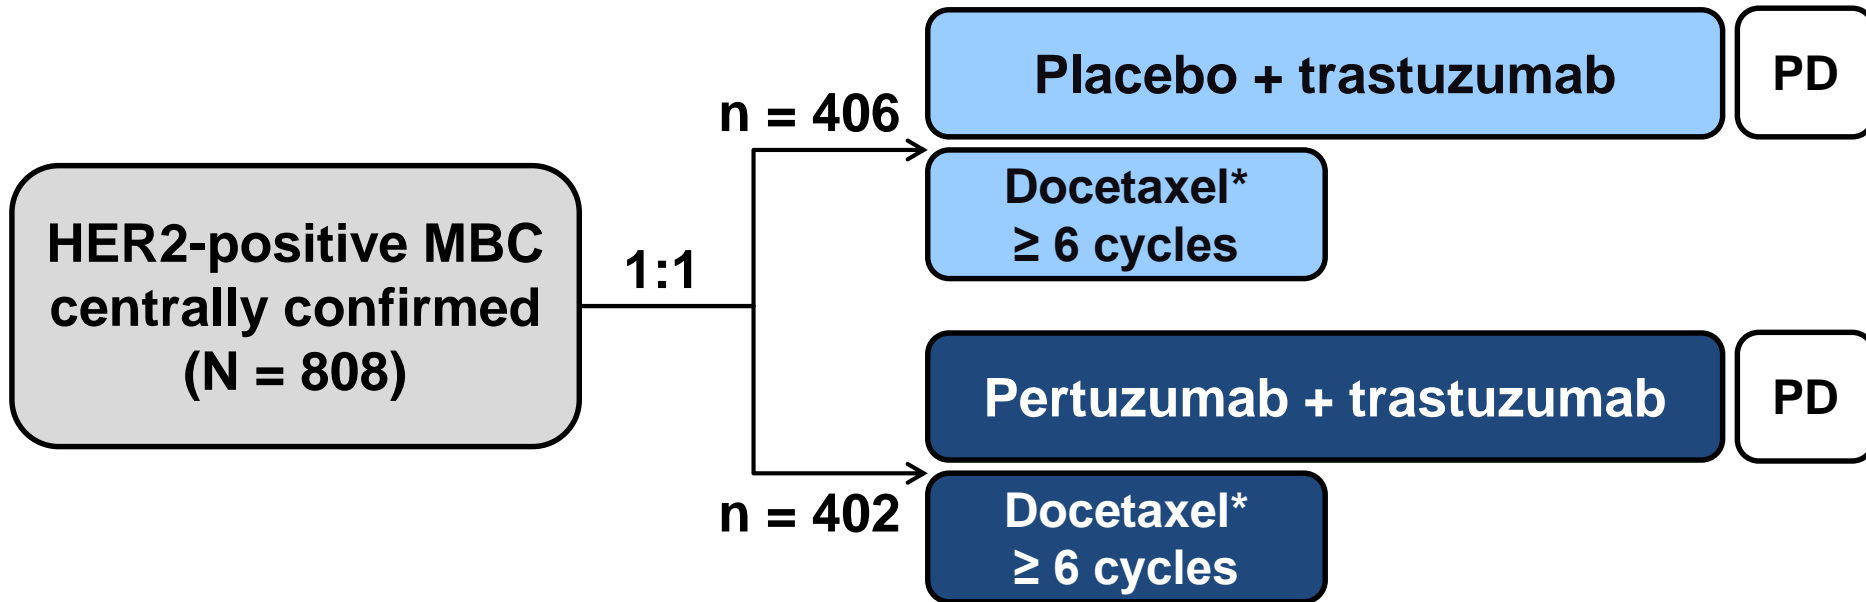 HER2-positive MBC
centrally confirmed
(N = 808)
1:1
n = 406
Placebo + trastuzumab
PD
Docetaxel*
≥ 6 cycles
n = 402
Pertuzumab + trastuzumab
PD
Docetaxel*
≥ 6 cycles